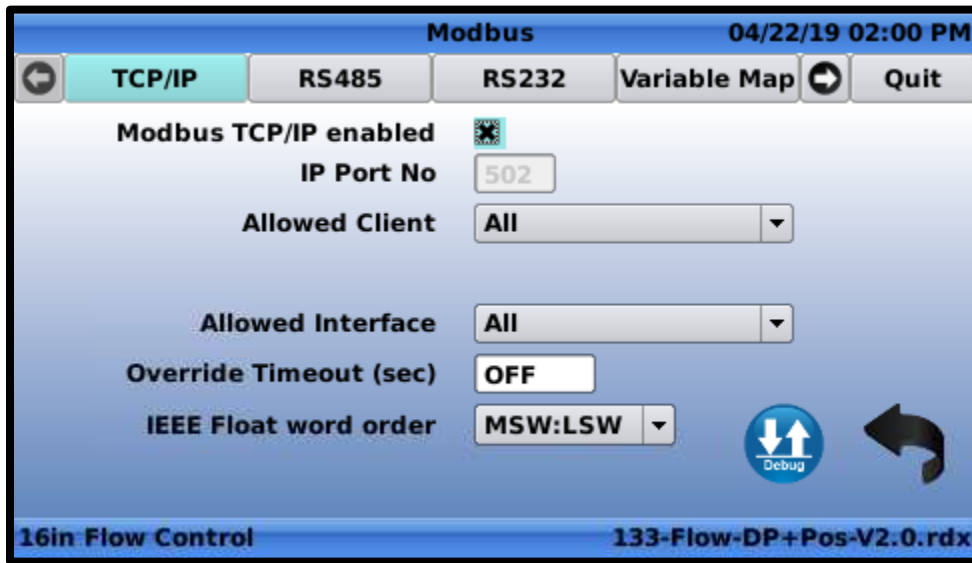 Modbus 04/22/19 02:00 PM
TCP/IP RS485 RS232 Variable Map Quit
Modbus TCP/IP enabled
IP Port No 502
Allowed Client All
Allowed Interface All
Override Timeout (sec) OFF
IEEE Float word order MSW:LSW
Debug
16in Flow Control 133-Flow-DP+Pos-V2.0.rdx